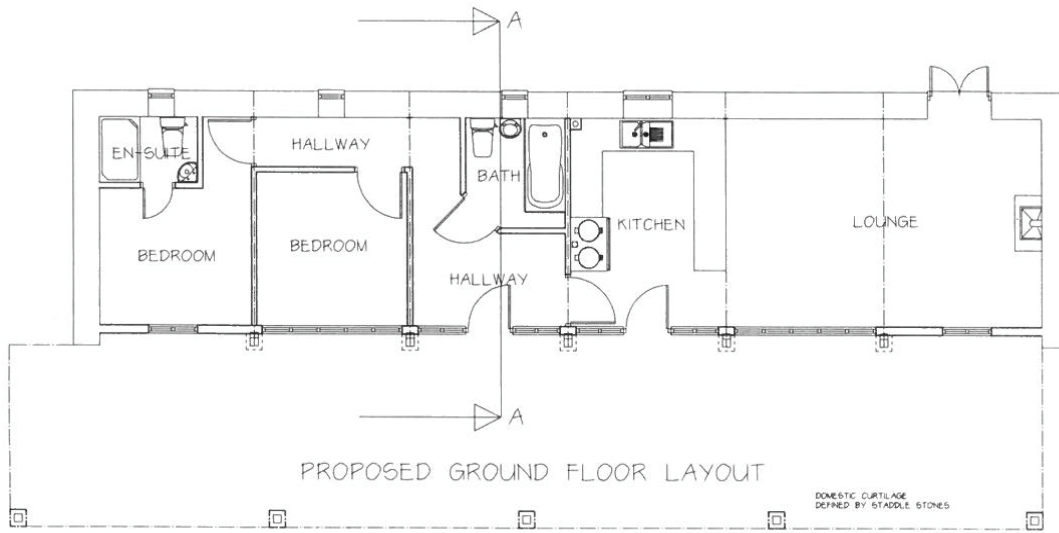 A
HALLWAY
EN-SUITE
BATH
BEDROOM
BEDROOM
KITCHEN
LOUNGE
HALLWAY
A
PROPOSED GROUND FLOOR LAYOUT
DOMESTIC CURTILAGE
DEFINED BY STADDLE STONES